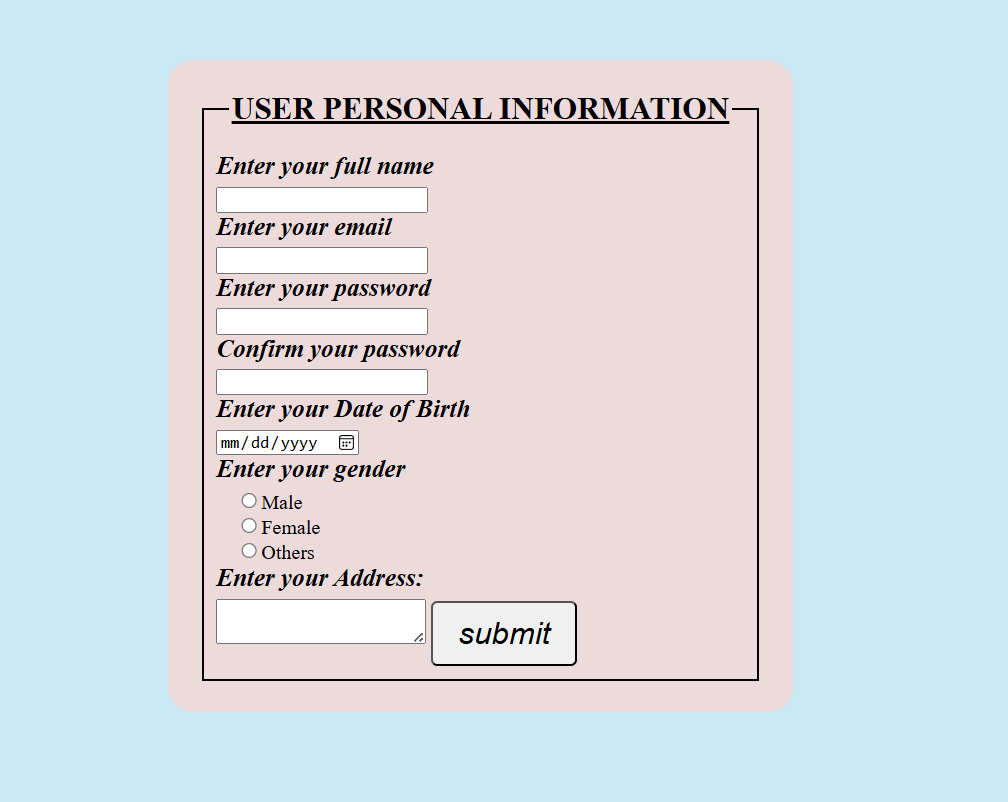 USER PERSONAL INFORMATION
Enter your full name
Enter your email
Enter your password
Confirm your password
Enter your Date of Birth
mm/dd/yyyy
Enter your gender
Male
Female
Others
Enter your Address:
submit